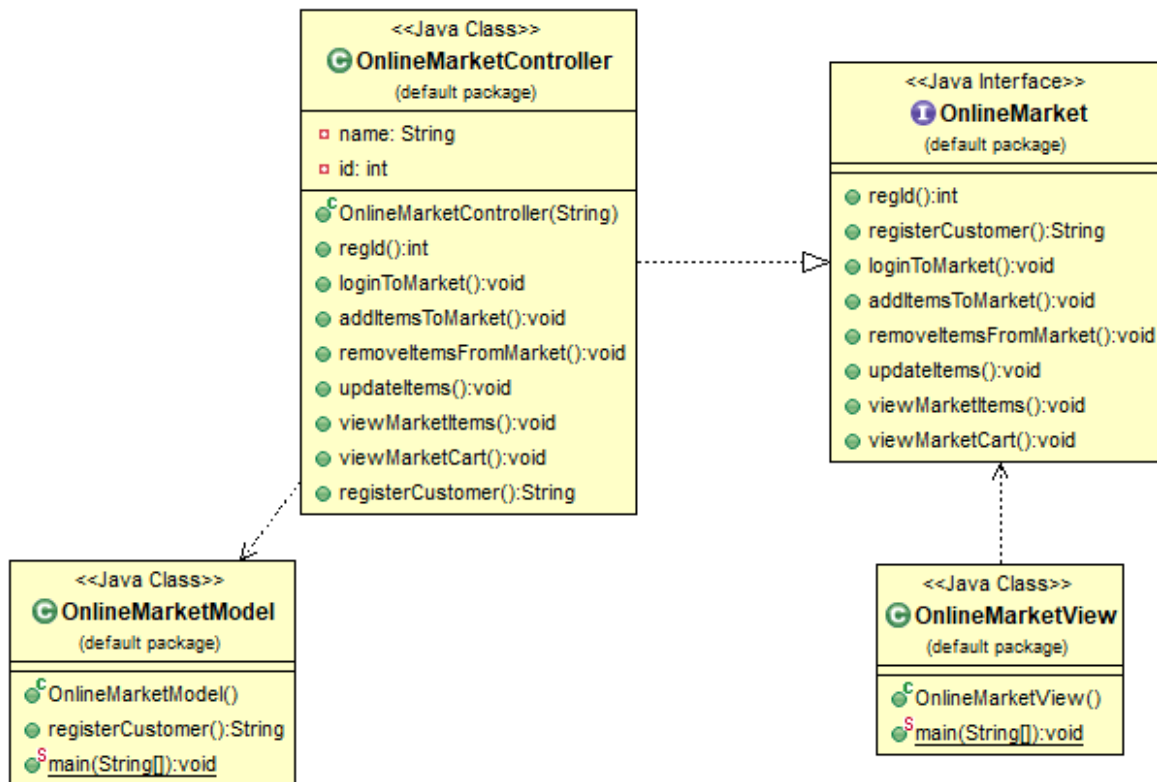 <<Java Class>>
OnlineMarketController
(default package)
name: String
id: int
OnlineMarketController(String)
regId():int
loginToMarket():void
addItemsToMarket():void
removeItemsFromMarket():void
updateItems():void
viewMarketItems():void
viewMarketCart():void
registerCustomer():String
<<Java Interface>>
OnlineMarket
(default package)
regId():int
registerCustomer():String
loginToMarket():void
addItemsToMarket():void
removeItemsFromMarket():void
updateItems():void
viewMarketItems():void
viewMarketCart():void
<<Java Class>>
OnlineMarketModel
(default package)
OnlineMarketModel()
registerCustomer():String
main(String[]):void
<<Java Class>>
OnlineMarketView
(default package)
OnlineMarketView()
main(String[]):void